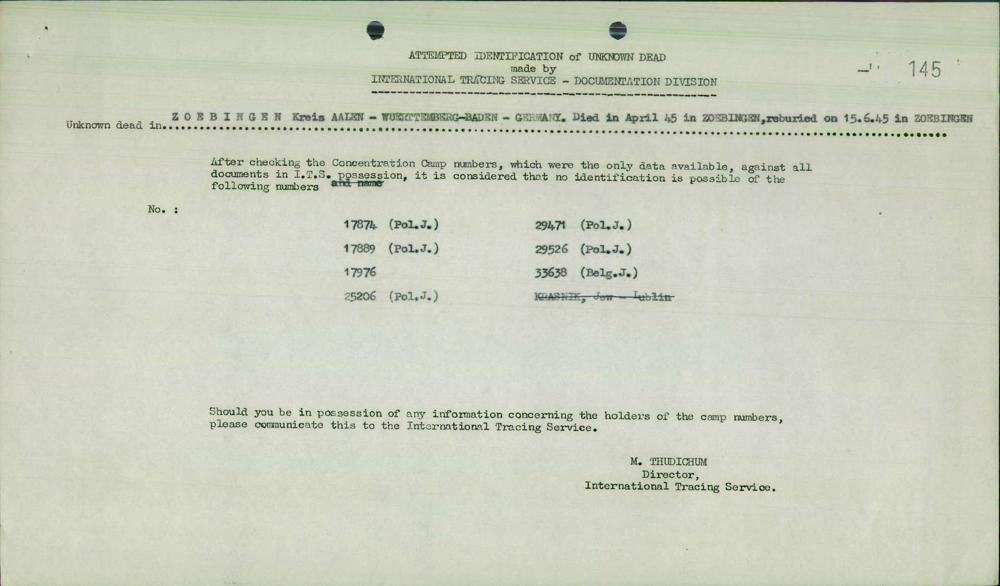 ATTEMPTED IDENTIFICATION of UNKNOWN DEAD
made by
INTERNATIONAL TRACING SERVICE - DOCUMENTATION DIVISION
145
Unknown dead in Z O E B I N G E N Kreis AALEN - WUERTTEMBERG-BADEN - GERMANY. Died in April 45 in ZOEBINGEN, reburied on 15.6.45 in ZOEBINGEN
After checking the Concentration Camp numbers, which were the only data available, against all
documents in I.T.S. possession, it is considered that no identification is possible of the
following numbers and name
No. :
17874 (Pol.J.) 29471 (Pol.J.)
17889 (Pol.J.) 29526 (Pol.J.)
17976 33638 (Belg.J.)
25206 (Pol.J.) KRASNIK, Jew - Lublin
Should you be in possession of any information concerning the holders of the camp numbers,
please communicate this to the International Tracing Service.
M. THUDICHUM
Director,
International Tracing Service.